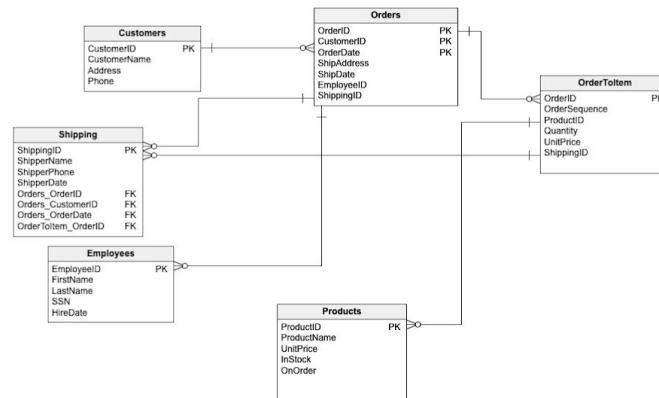 Customers
CustomerID PK
CustomerName
Address
Phone
Orders
OrderID PK
CustomerID PK
OrderDate PK
ShipAddress
ShipDate
EmployeeID
ShippingID
OrderToItem
OrderID
OrderSequence
ProductID
Quantity
UnitPrice
ShippingID
Shipping
ShippingID PK
ShipperName
ShipperPhone
ShipperDate
Orders_OrderID FK
Orders_CustomerID FK
Orders_OrderDate FK
OrderToItem_OrderID FK
Employees
EmployeeID PK
FirstName
LastName
SSN
HireDate
Products
ProductID PK
ProductName
UnitPrice
InStock
OnOrder